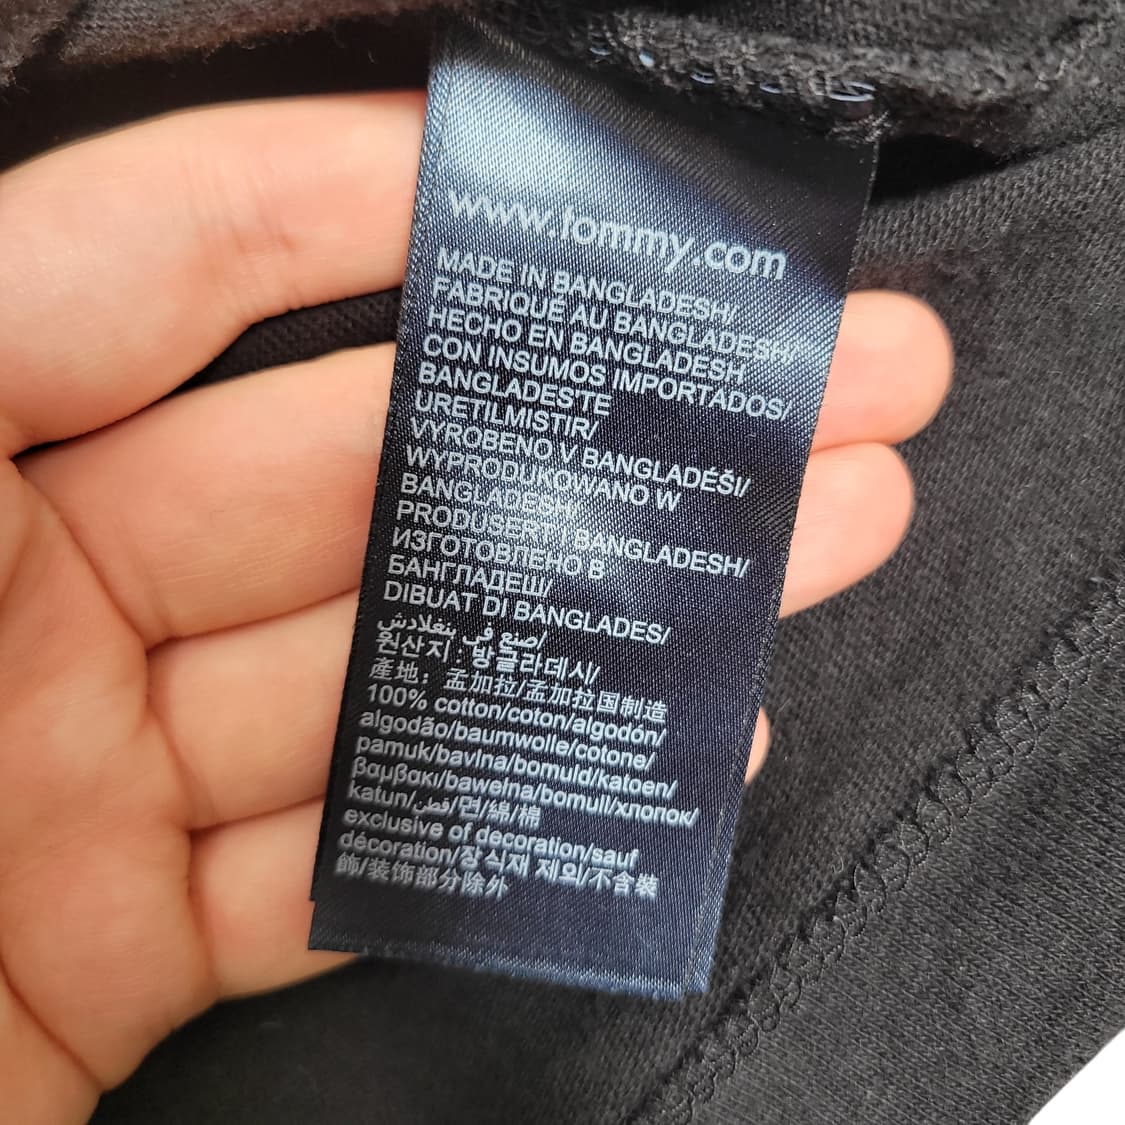 www.tommy.com
MADE IN BANGLADESH/
FABRIQUÉ AU BANGLADESH/
HECHO EN BANGLADESH
CON INSUMOS IMPORTADOS/
BANGLADEŞ'TE
URETILMISTIR/
VYROBENO V BANGLADÉŠI/
WYPRODUKOWANO W
BANGLADESH/
PRODUSERT I BANGLADESH/
ИЗГОТОВЛЕНО В
БАНГЛАДЕШ/
DIBUAT DI BANGLADES/
صنع في بنغلادش/
원산지 : 방글라데시/
產地：孟加拉/孟加拉国制造
100% cotton/coton/algodón/
algodão/baumwolle/cotone/
pamuk/bavlna/bomuld/katoen/
βαμβακι/bawełna/bomull/хлопок/
katun/قطن/면/綿/棉
exclusive of decoration/sauf
décoration/장식재 제외/不含裝
飾/装饰部分除外